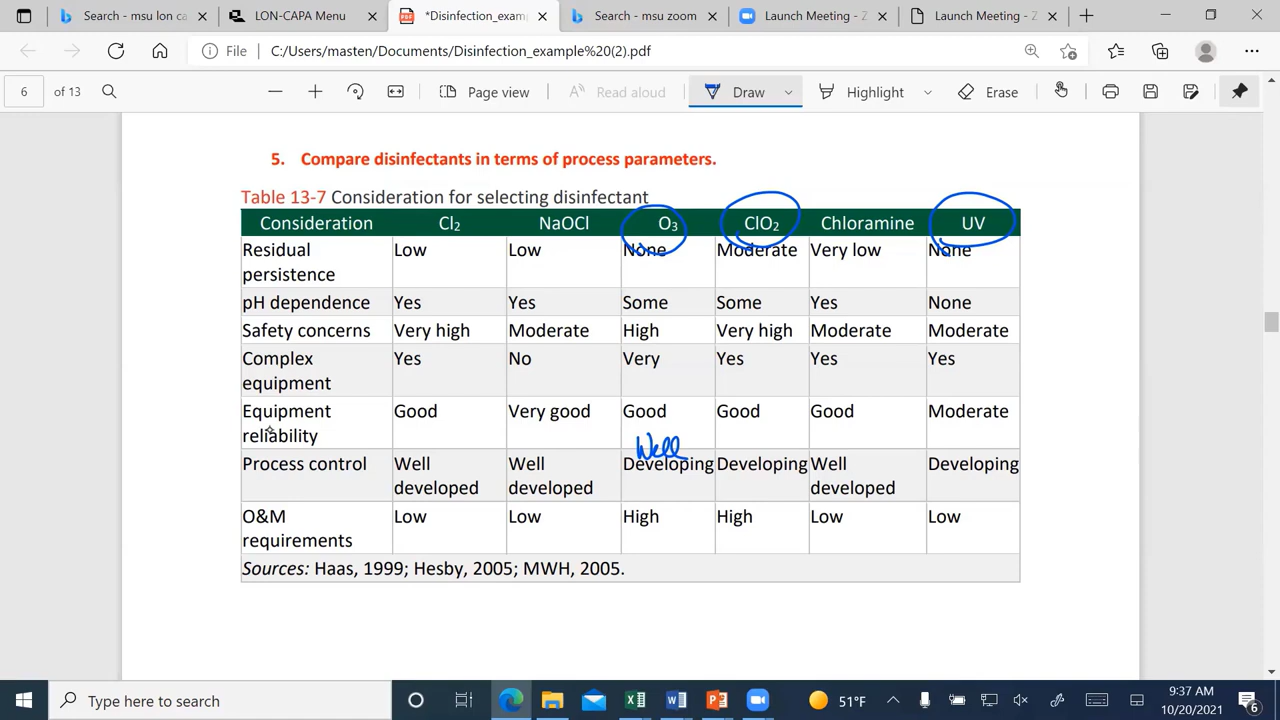 Search - msu lon ca
LON-CAPA Menu
*Disinfection_exam
Search - msu zoom
Launch Meeting - Z
Launch Meeting - Z
File C:/Users/masten/Documents/Disinfection_example%20(2).pdf
6 of 13 Page view Read aloud Draw Highlight Erase
5. Compare disinfectants in terms of process parameters.
Table 13-7 Consideration for selecting disinfectant
Consideration Cl₂ NaOCl O₃ ClO₂ Chloramine UV
Residual persistence Low Low None Moderate Very low None
pH dependence Yes Yes Some Some Yes None
Safety concerns Very high Moderate High Very high Moderate Moderate
Complex equipment Yes No Very Yes Yes Yes
Equipment reliability Good Very good Good Good Good Moderate
Well
Process control Well developed Well developed Developing Developing Well developed Developing
O&M requirements Low Low High High Low Low
Sources: Haas, 1999; Hesby, 2005; MWH, 2005.
Type here to search
51°F
9:37 AM
10/20/2021
6